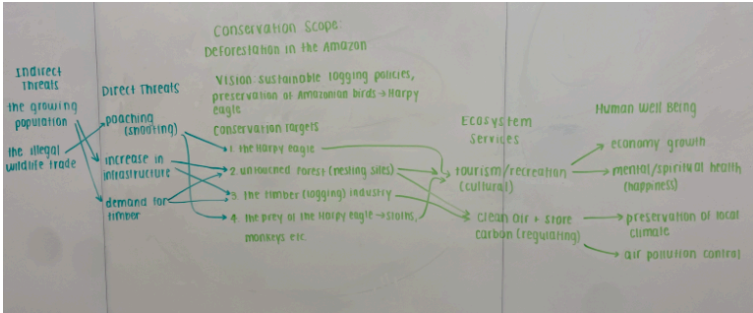 Conservation Scope:
Deforestation in the Amazon
Vision: sustainable logging policies,
preservation of Amazonian birds → Harpy
eagle
Indirect
Threats
the growing
population
the illegal
wildlife trade
Direct Threats
poaching
(shooting)
increase in
infrastructure
demand for
timber
Conservation Targets
1. the Harpy eagle
2. untouched forest (nesting sites)
3. the timber (logging) industry
4. the prey of the Harpy eagle → sloths,
monkeys etc.
Ecosystem
Services
tourism/recreation
(cultural)
clean air + store
carbon (regulating)
Human Well Being
economy growth
mental/spiritual health
(happiness)
preservation of local
climate
air pollution control